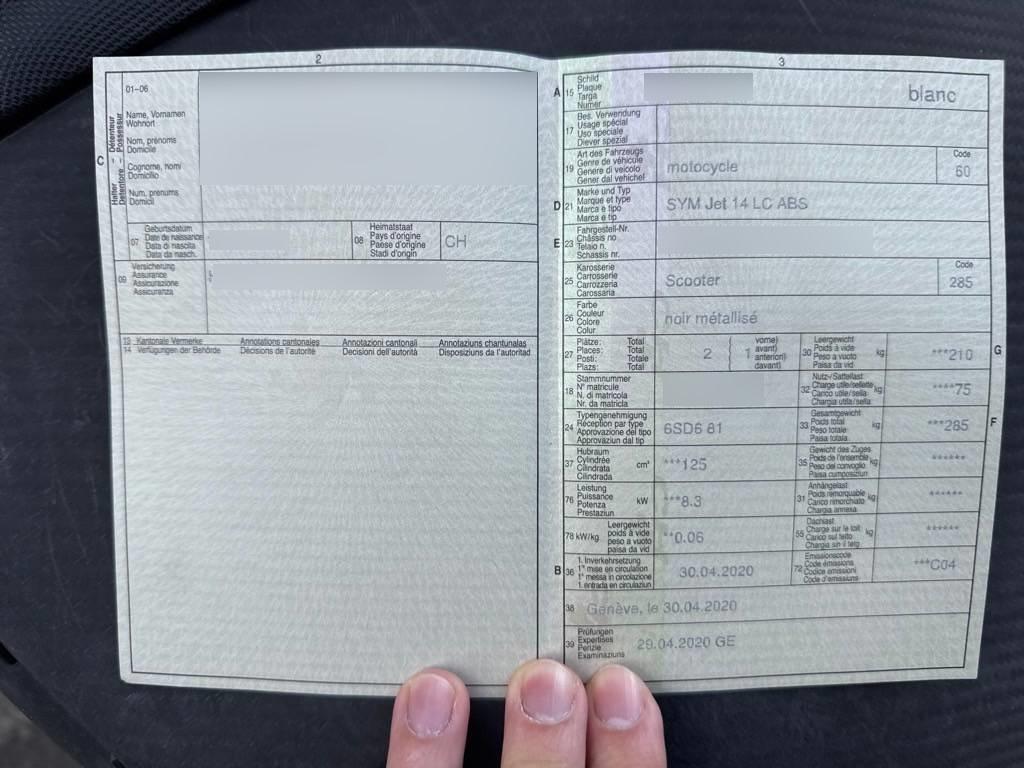 2
01-06
Name, Vornamen
Wohnort
Nom, prénoms
Domicile
Cognome, nomi
Domicilio
Num, prenums
Domicil
C
Halter – Détenteur
Detentore – Possessur
07
Geburtsdatum
Date de naissance
Data di nascita
Data da nasch.
08
Heimatstaat
Pays d'origine
Paese d'origine
Stadi d'origin
CH
09
Versicherung
Assurance
Assicurazione
Assicuranza
13 Kantonale Vermerke Annotations cantonales Annotazioni cantonali Annotaziuns chantunalas
14 Verfügungen der Behörde Décisions de l'autorité Decisioni dell'autorità Disposiziuns da l'autoritad
3
A 15
Schild
Plaque
Targa
Numer
blanc
17
Bes. Verwendung
Usage spécial
Uso speciale
Diever spezial
19
Art des Fahrzeugs
Genre de véhicule
Genere di veicolo
Gener dal vehichel
motocycle
Code
60
D 21
Marke und Typ
Marque et type
Marca e tipo
Marca e tip
SYM Jet 14 LC ABS
E 23
Fahrgestell-Nr.
Châssis no
Telaio n.
Schassis nr.
25
Karosserie
Carrosserie
Carrozzeria
Carossaria
Scooter
Code
285
26
Farbe
Couleur
Colore
Colur
noir métallisé
27
Plätze: Total
Places: Total
Posti: Totale
Plazs: Total
2
1
vorne)
avant)
anteriori)
davant)
30
Leergewicht
Poids à vide
Peso a vuoto
Paisa da vid
kg
***210
G
18
Stammnummer
N° matricule
N. di matricola
Nr. da matricla
32
Nutz-/Sattellast
Charge utile/sellette
Carico utile/sella
Chargia utila/sella
kg
****75
24
Typengenehmigung
Réception par type
Approvazione del tipo
Approvaziun dal tip
6SD6 81
33
Gesamtgewicht
Poids total
Peso totale
Paisa totala
kg
***285
F
37
Hubraum
Cylindrée
Cilindrata
Cilindrada
cm³
***125
35
Gewicht des Zuges
Poids de l'ensemble
Peso del convoglio
Paisa cumposiziun
kg
******
76
Leistung
Puissance
Potenza
Prestaziun
kW
***8.3
31
Anhängelast
Poids remorquable
Carico rimorchiato
Chargia annexa
kg
******
78 kW/kg
Leergewicht
poids à vide
peso a vuoto
paisa da vid
**0.06
55
Dachlast
Charge sur le toit
Carico sul tetto
Chargia sin il tetg
kg
******
B 36
1. Inverkehrsetzung
1re mise en circulation
1a messa in circolazione
1. entrada en circulaziun
30.04.2020
72
Emissionscode
Code émissions
Codice emissioni
Code d'emissiuns
***C04
38
Genève, le 30.04.2020
39
Prüfungen
Expertises
Perizie
Examinaziuns
29.04.2020 GE